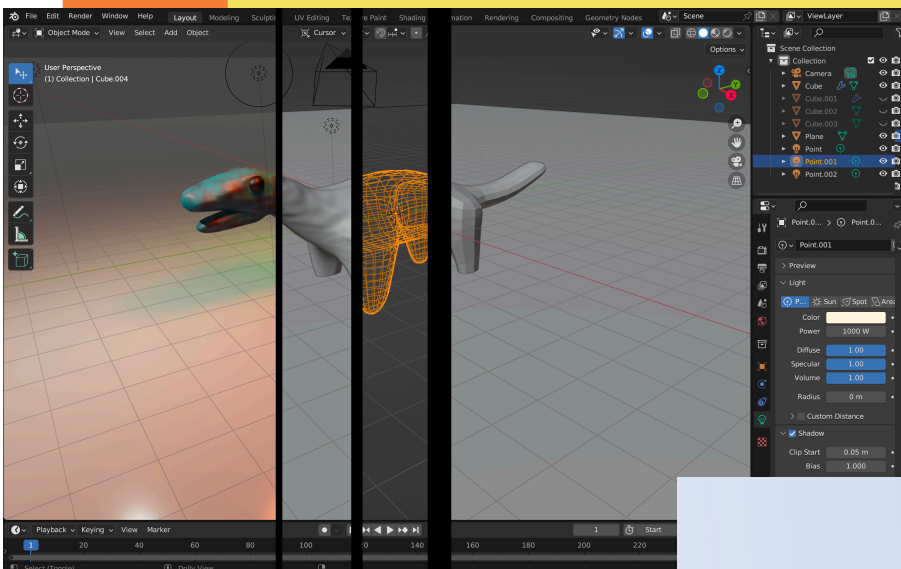 File Edit Render Window Help Layout Modeling Sculpti UV Editing Te e Paint Shading mation Rendering Compositing Geometry Nodes Scene ViewLayer
Object Mode View Select Add Object Cursor
Options
User Perspective
(1) Collection | Cube.004
Scene Collection
Collection
Camera
Cube
Cube.001
Cube.002
Cube.003
Plane
Point
Point.001
Point.002
Point.0... > Point.0...
Point.001
Preview
Light
P... Sun Spot Area
Color
Power 1000 W
Diffuse 1.00
Specular 1.00
Volume 1.00
Radius 0 m
Custom Distance
Shadow
Clip Start 0.05 m
Bias 1.000
Z
Y
X
Playback Keying View Marker 1 Start
1 20 40 60 80 100 20 140 160 180 200 220
Select (Toggle) Dolly View